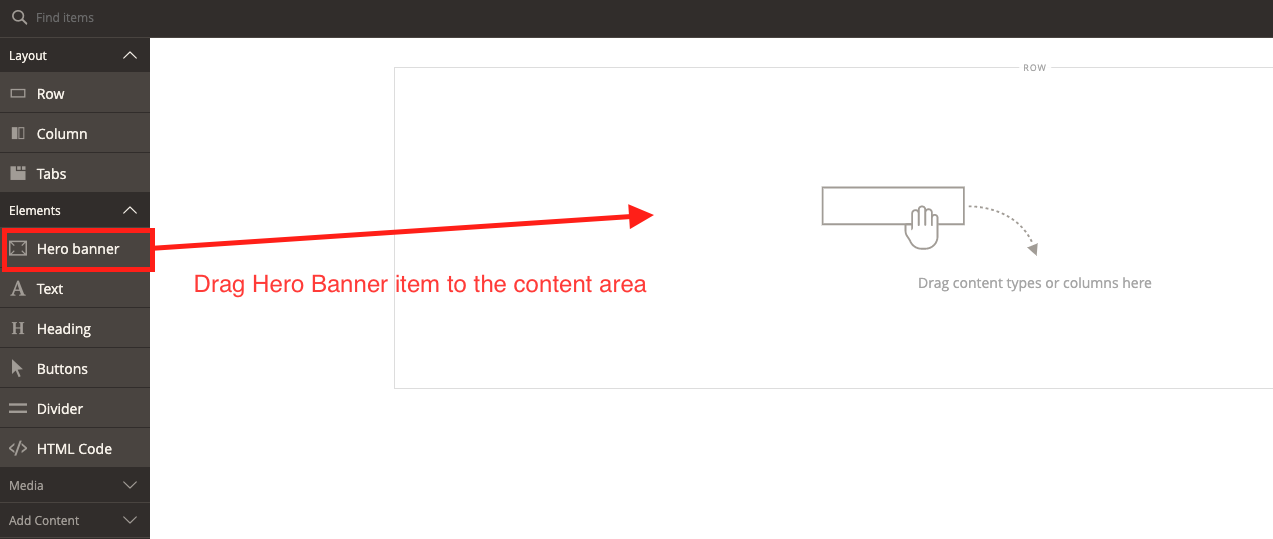 Find items
Layout
Row
Column
Tabs
Elements
Hero banner
Text
Heading
Buttons
Divider
HTML Code
Media
Add Content
ROW
Drag Hero Banner item to the content area
Drag content types or columns here